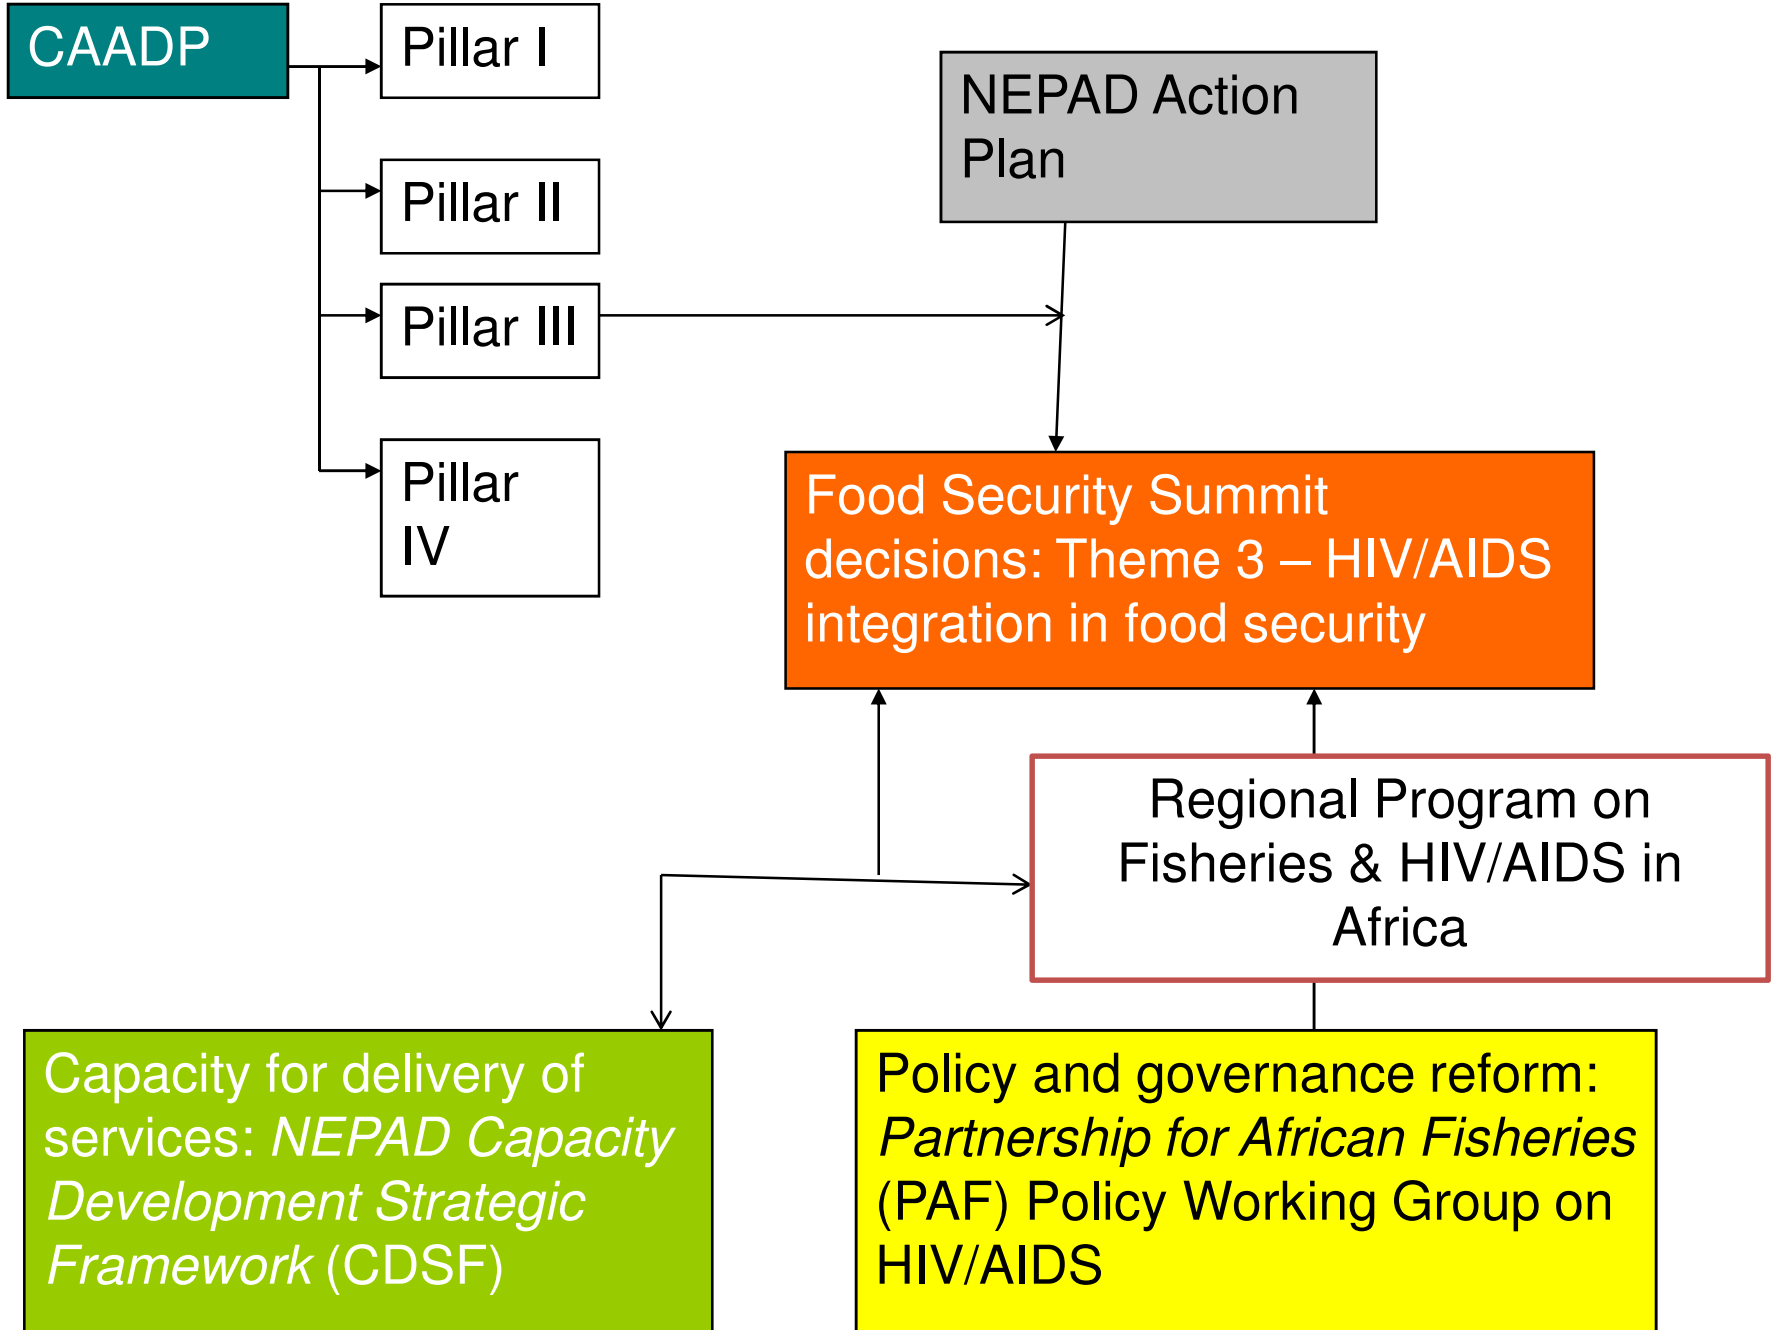 CAADP
Pillar I
NEPAD Action
Plan
Pillar II
Pillar III
Pillar
IV
Food Security Summit
decisions: Theme 3 – HIV/AIDS
integration in food security
Regional Program on
Fisheries & HIV/AIDS in
Africa
Capacity for delivery of
services: NEPAD Capacity
Development Strategic
Framework (CDSF)
Policy and governance reform:
Partnership for African Fisheries
(PAF) Policy Working Group on
HIV/AIDS